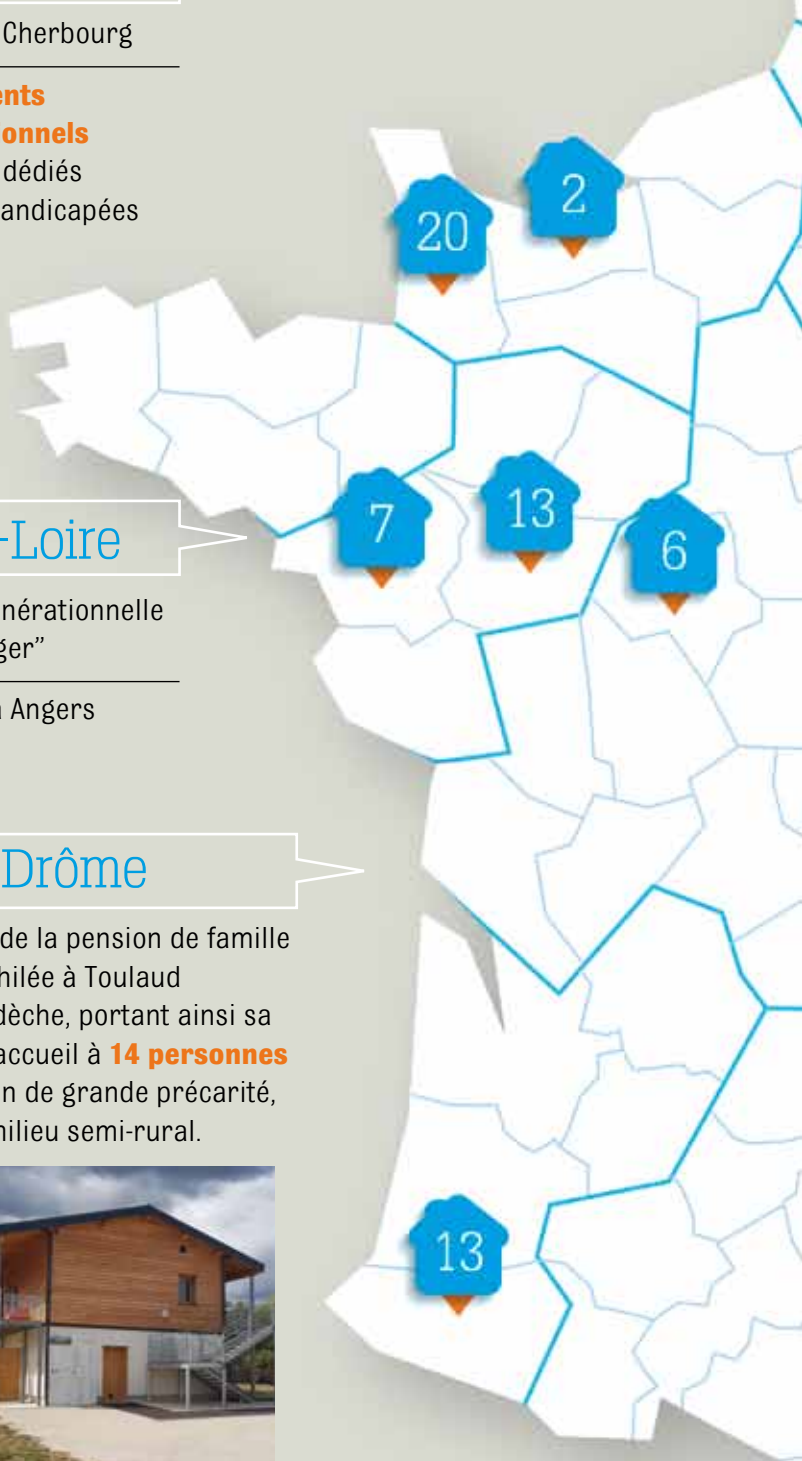 Cherbourg
ents
onnels
dédiés
andicapées
20
2
-Loire
nérationnelle
ger”
Angers
7
13
6
Drôme
de la pension de famille
hilée à Toulaud
dèche, portant ainsi sa
accueil à 14 personnes
n de grande précarité,
milieu semi-rural.
13